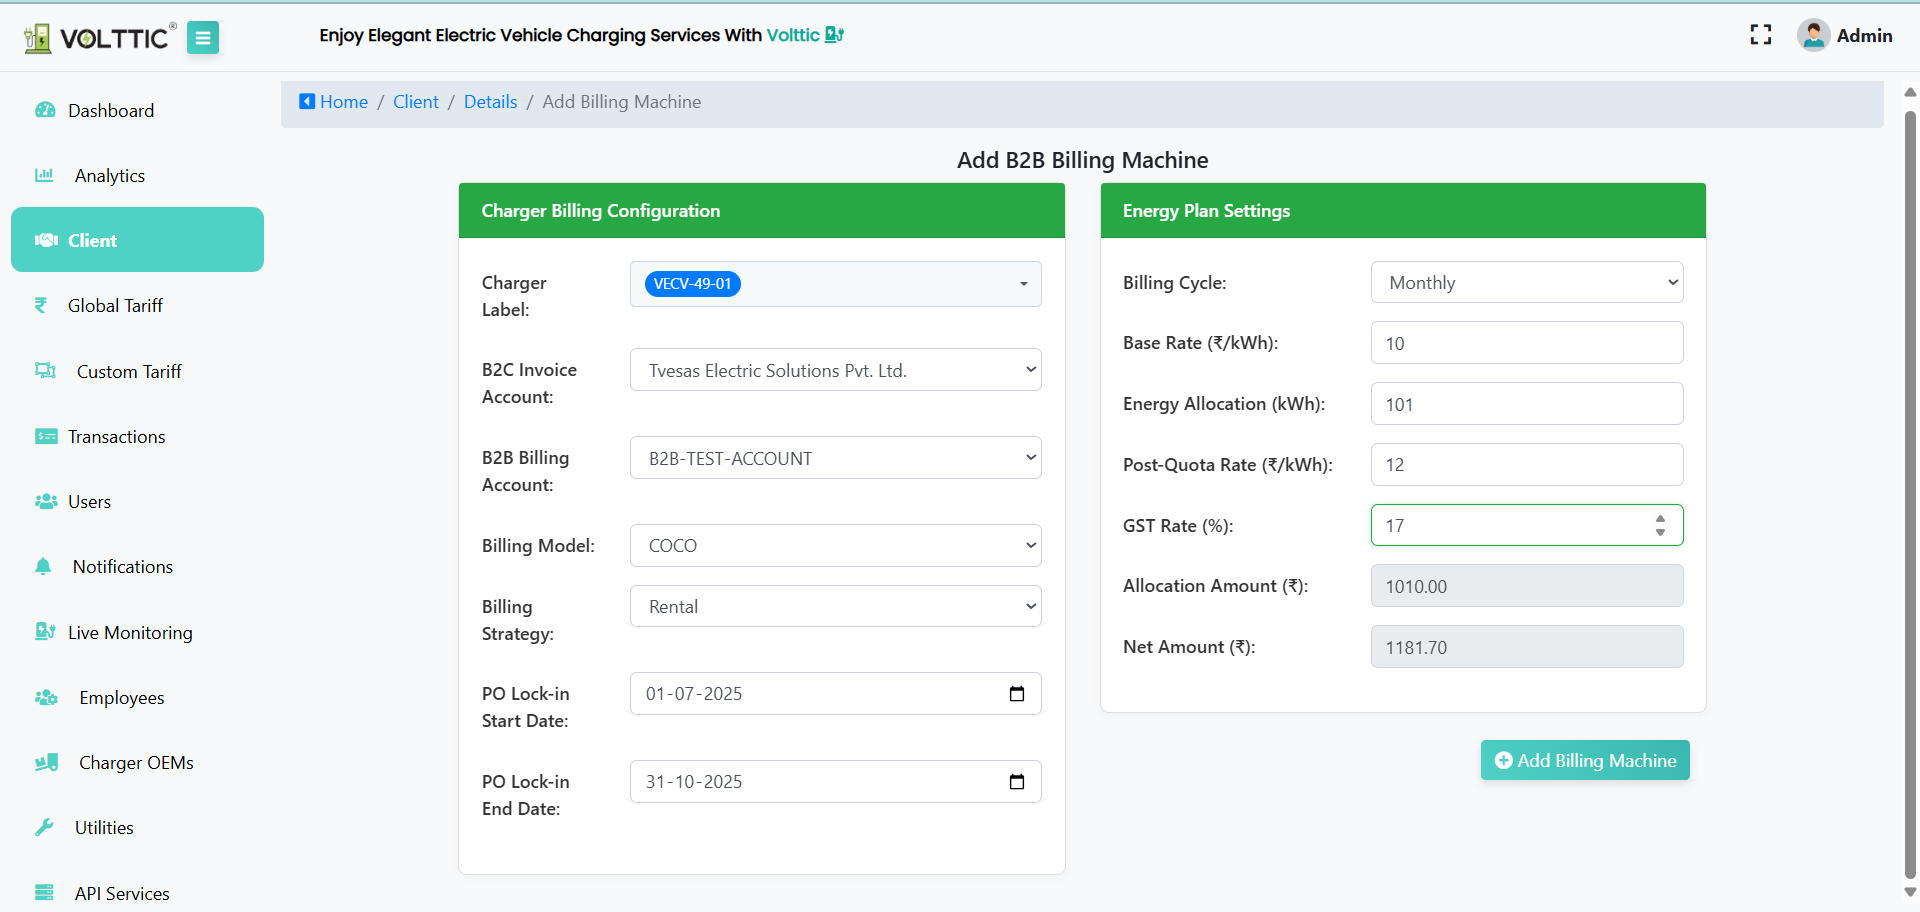 VOLTTIC®
Enjoy Elegant Electric Vehicle Charging Services With Volttic
Admin
Dashboard
Analytics
Client
Global Tariff
Custom Tariff
Transactions
Users
Notifications
Live Monitoring
Employees
Charger OEMs
Utilities
API Services
Home / Client / Details / Add Billing Machine
Add B2B Billing Machine
Charger Billing Configuration
Charger
Label:
VECV-49-01
B2C Invoice
Account:
Tvesas Electric Solutions Pvt. Ltd.
B2B Billing
Account:
B2B-TEST-ACCOUNT
Billing Model:
COCO
Billing
Strategy:
Rental
PO Lock-in
Start Date:
01-07-2025
PO Lock-in
End Date:
31-10-2025
Energy Plan Settings
Billing Cycle:
Monthly
Base Rate (₹/kWh):
10
Energy Allocation (kWh):
101
Post-Quota Rate (₹/kWh):
12
GST Rate (%):
17
Allocation Amount (₹):
1010.00
Net Amount (₹):
1181.70
Add Billing Machine